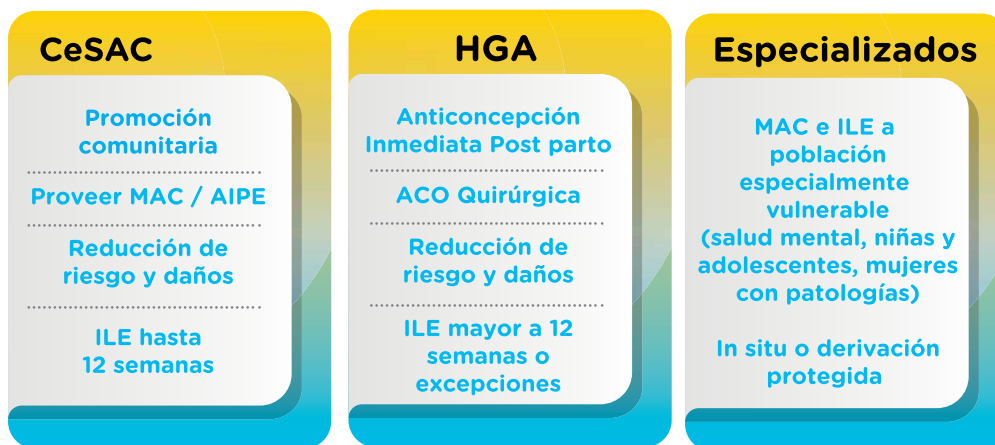 CeSAC
Promoción
comunitaria
Proveer MAC / AIPE
Reducción de
riesgo y daños
ILE hasta
12 semanas
HGA
Anticoncepción
Inmediata Post parto
ACO Quirúrgica
Reducción de
riesgo y daños
ILE mayor a 12
semanas o
excepciones
Especializados
MAC e ILE a
población
especialmente
vulnerable
(salud mental, niñas y
adolescentes, mujeres
con patologías)
In situ o derivación
protegida